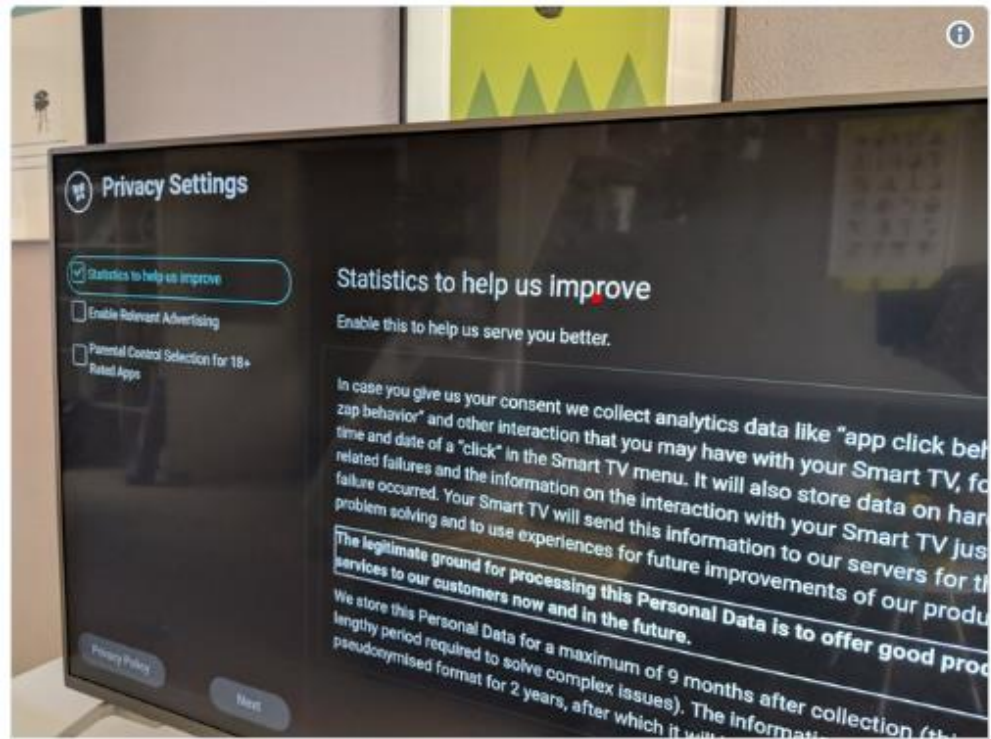 Privacy Settings
Statistics to help us improve
Enable Relevant Advertising
Parental Control Selection for 18+
Rated Apps
Privacy Policy
Next
Statistics to help us improve
Enable this to help us serve you better.
In case you give us your consent we collect analytics data like "app click beh
zap behavior" and other interaction that you may have with your Smart TV, fo
time and date of a "click" in the Smart TV menu. It will also store data on har
related failures and the information on the interaction with your Smart TV jus
failure occurred. Your Smart TV will send this information to our servers for th
problem solving and to use experiences for future improvements of our produ
The legitimate ground for processing this Personal Data is to offer good prod
services to our customers now and in the future.
We store this Personal Data for a maximum of 9 months after collection (thi
lengthy period required to solve complex issues). The informati
pseudonymised format for 2 years, after which it will